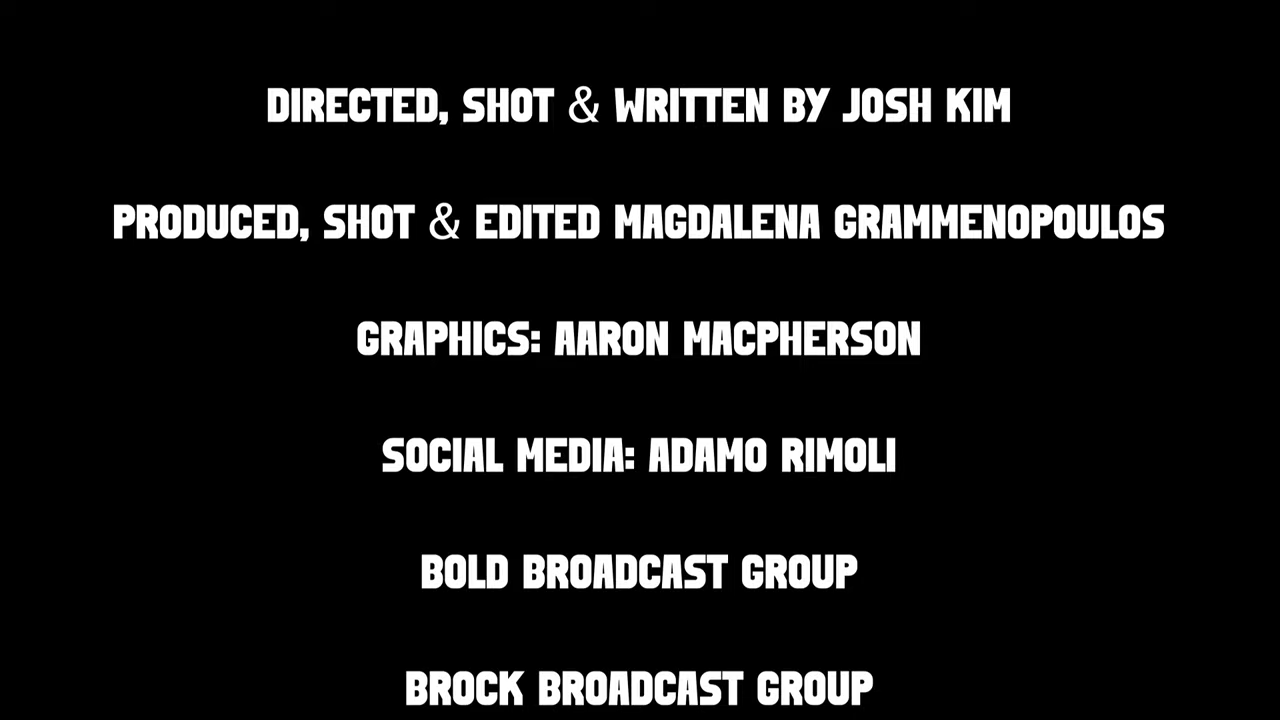 DIRECTED, SHOT & WRITTEN BY JOSH KIM
PRODUCED, SHOT & EDITED MAGDALENA GRAMMENOPOULOS
GRAPHICS: AARON MACPHERSON
SOCIAL MEDIA: ADAMO RIMOLI
BOLD BROADCAST GROUP
BROCK BROADCAST GROUP